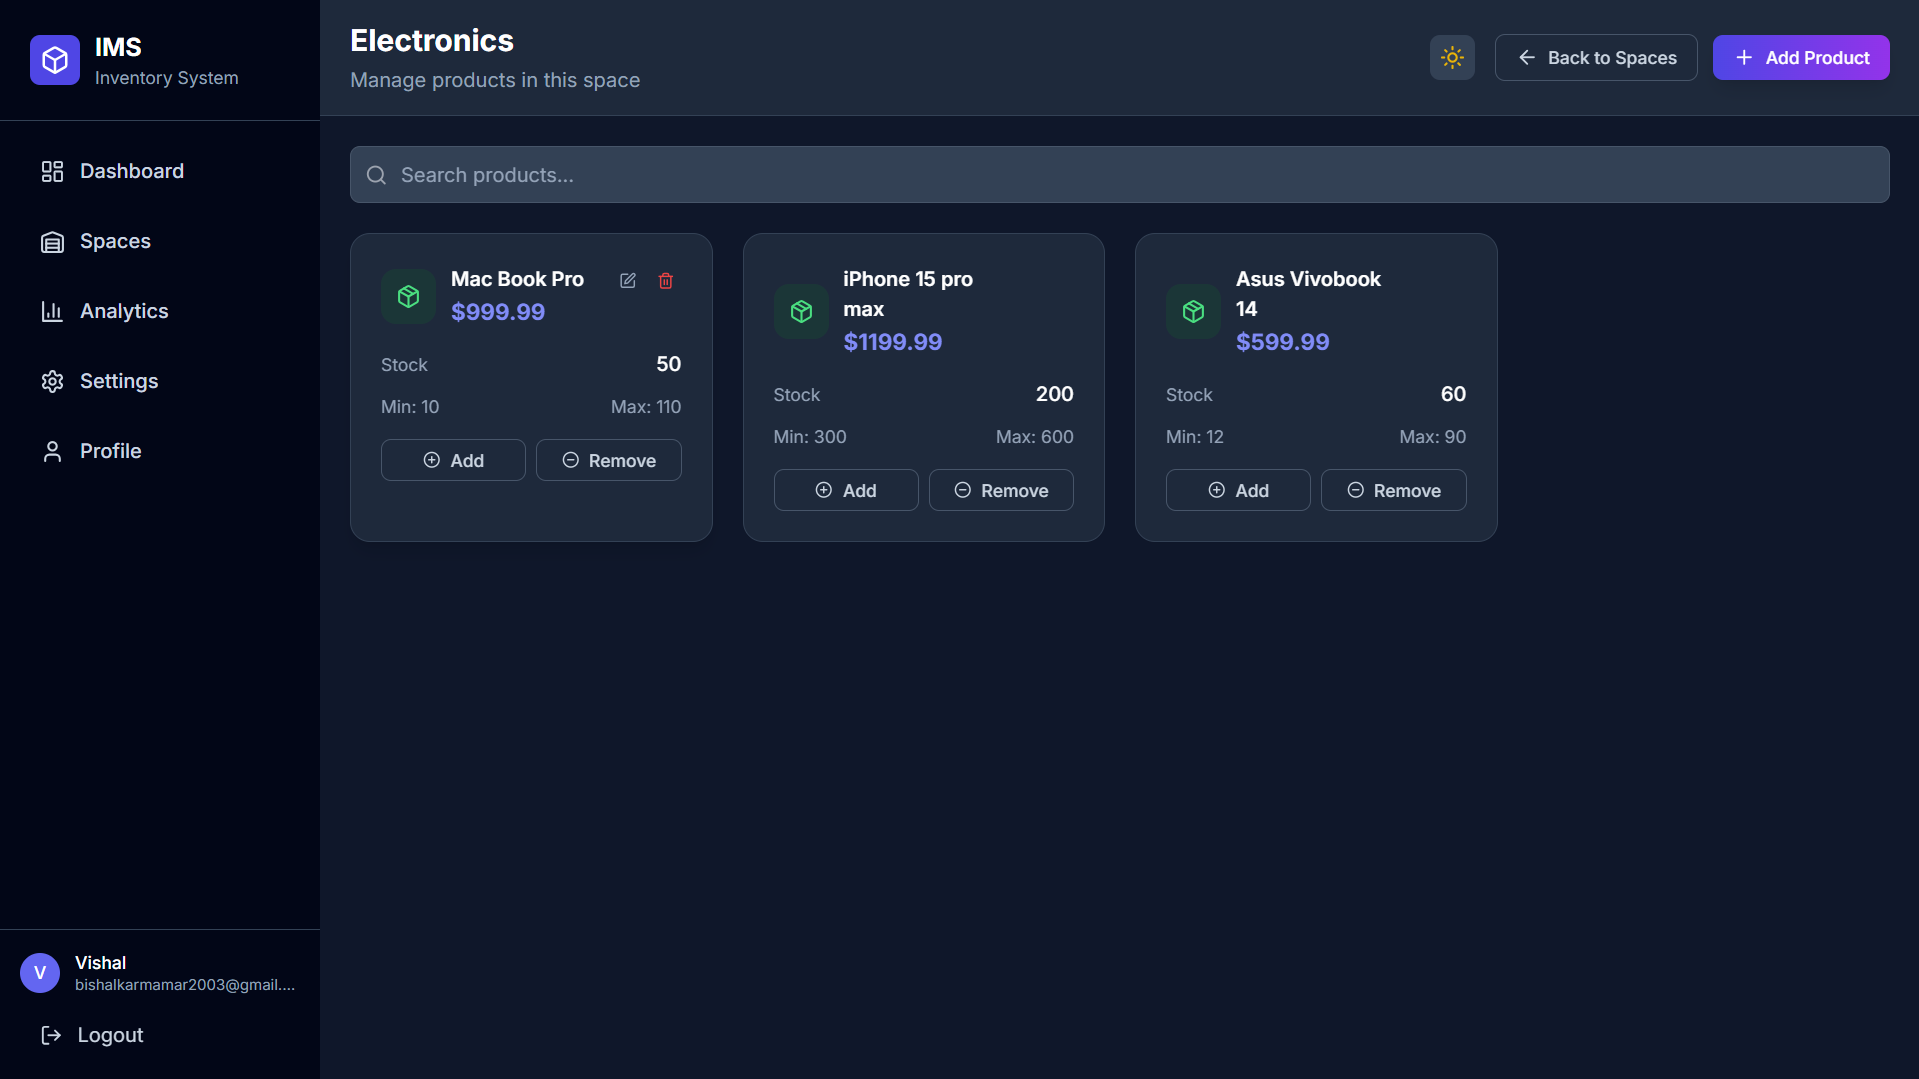 IMS
Inventory System
Dashboard
Spaces
Analytics
Settings
Profile
Vishal
bishalkarmamar2003@gmail....
Logout
Electronics
Manage products in this space
Back to Spaces
Add Product
Search products...
Mac Book Pro
$999.99
Stock 50
Min: 10 Max: 110
Add Remove
iPhone 15 pro
max
$1199.99
Stock 200
Min: 300 Max: 600
Add Remove
Asus Vivobook
14
$599.99
Stock 60
Min: 12 Max: 90
Add Remove
V